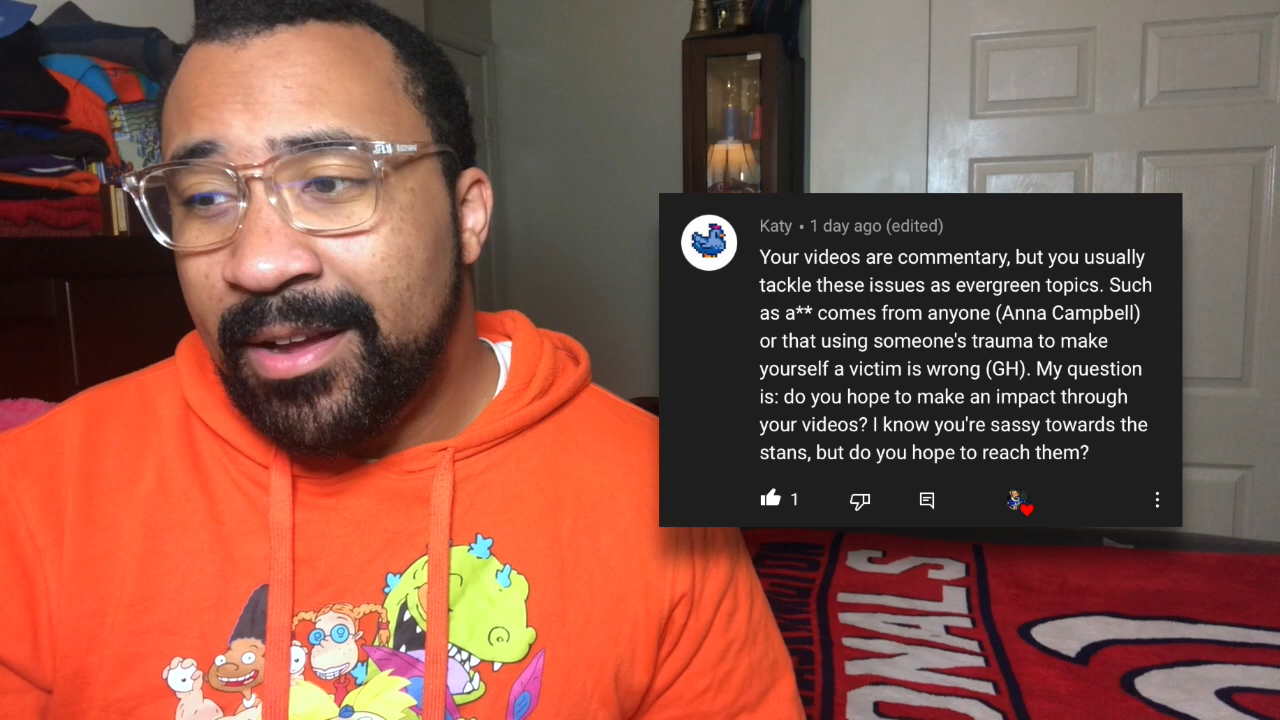 Katy • 1 day ago (edited)
Your videos are commentary, but you usually
tackle these issues as evergreen topics. Such
as a** comes from anyone (Anna Campbell)
or that using someone's trauma to make
yourself a victim is wrong (GH). My question
is: do you hope to make an impact through
your videos? I know you're sassy towards the
stans, but do you hope to reach them?
1
ONALS